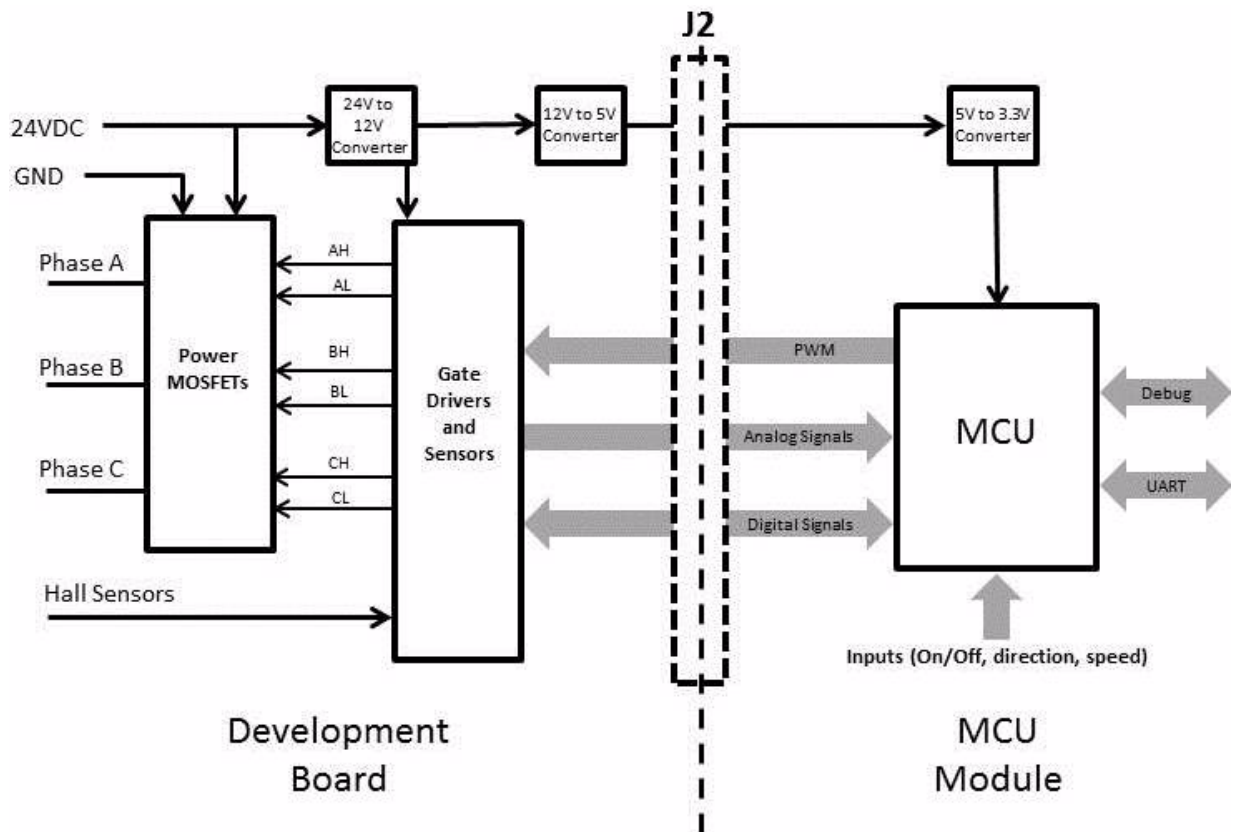 J2
24VDC
GND
24V to
12V
Converter
12V to 5V
Converter
5V to 3.3V
Converter
Phase A
Phase B
Phase C
Power
MOSFETs
AH
AL
BH
BL
CH
CL
Gate
Drivers
and
Sensors
Hall Sensors
PWM
Analog Signals
Digital Signals
MCU
Debug
UART
Inputs (On/Off, direction, speed)
Development
Board
MCU
Module